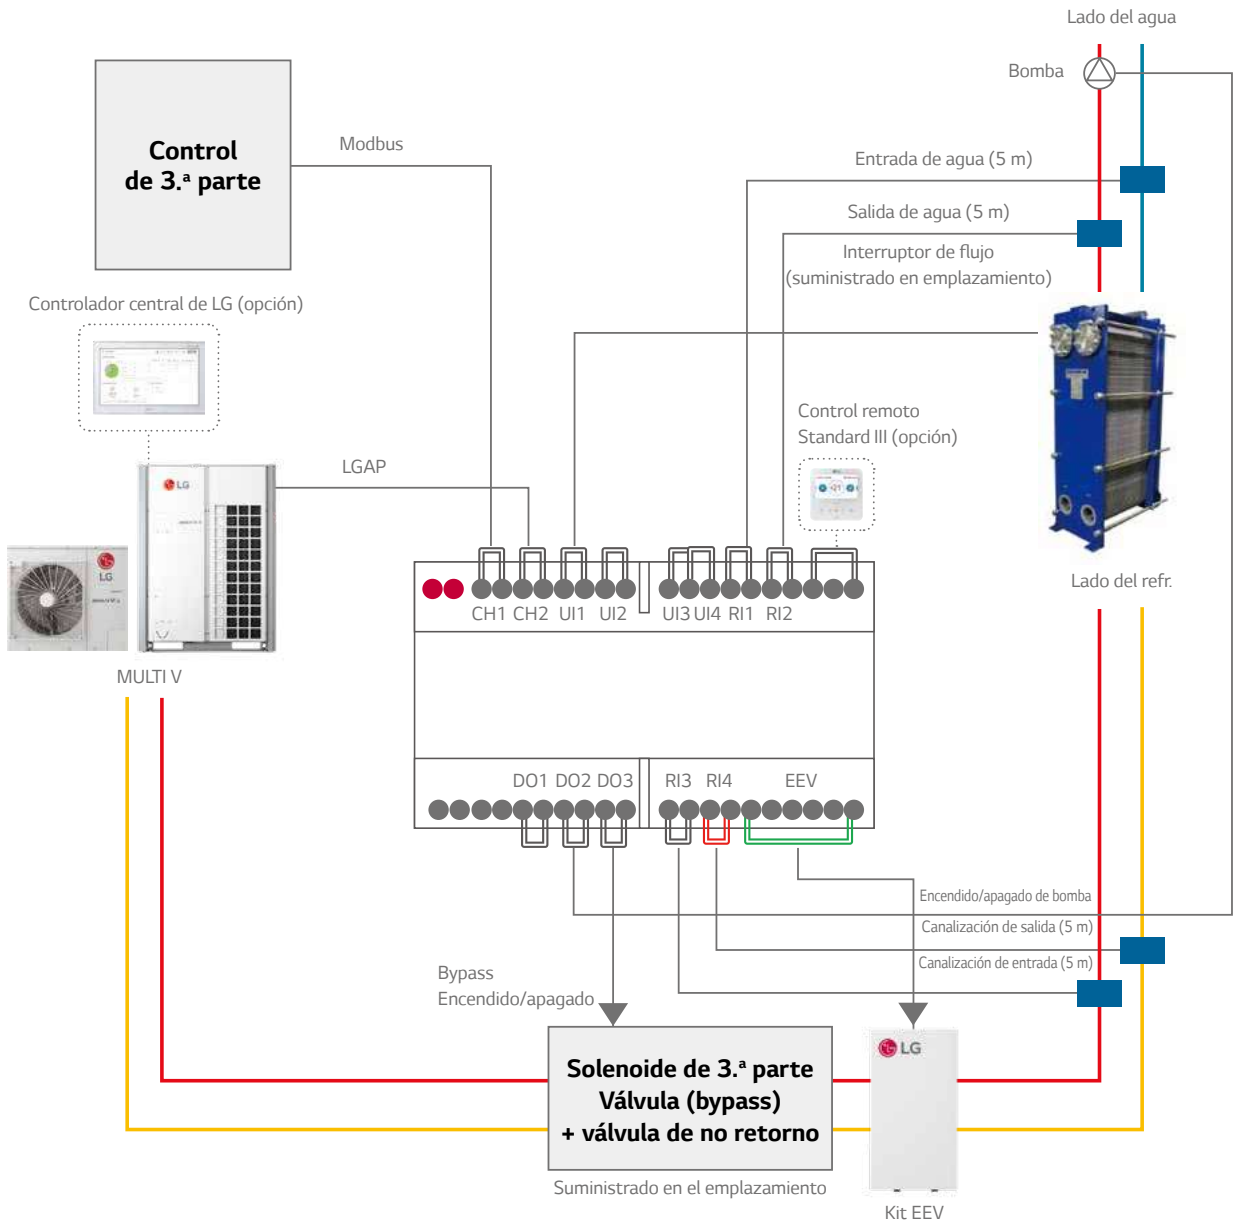 Lado del agua
Bomba
Control
de 3.ª parte
Modbus
Entrada de agua (5 m)
Salida de agua (5 m)
Interruptor de flujo
(suministrado en emplazamiento)
Controlador central de LG (opción)
Control remoto
Standard III (opción)
LGAP
LG
LG
MULTI V
Lado del refr.
CH1 CH2 UI1 UI2 UI3 UI4 RI1 RI2
DO1 DO2 DO3 RI3 RI4 EEV
Encendido/apagado de bomba
Canalización de salida (5 m)
Canalización de entrada (5 m)
Bypass
Encendido/apagado
Solenoide de 3.ª parte
Válvula (bypass)
+ válvula de no retorno
Suministrado en el emplazamiento
LG
Kit EEV